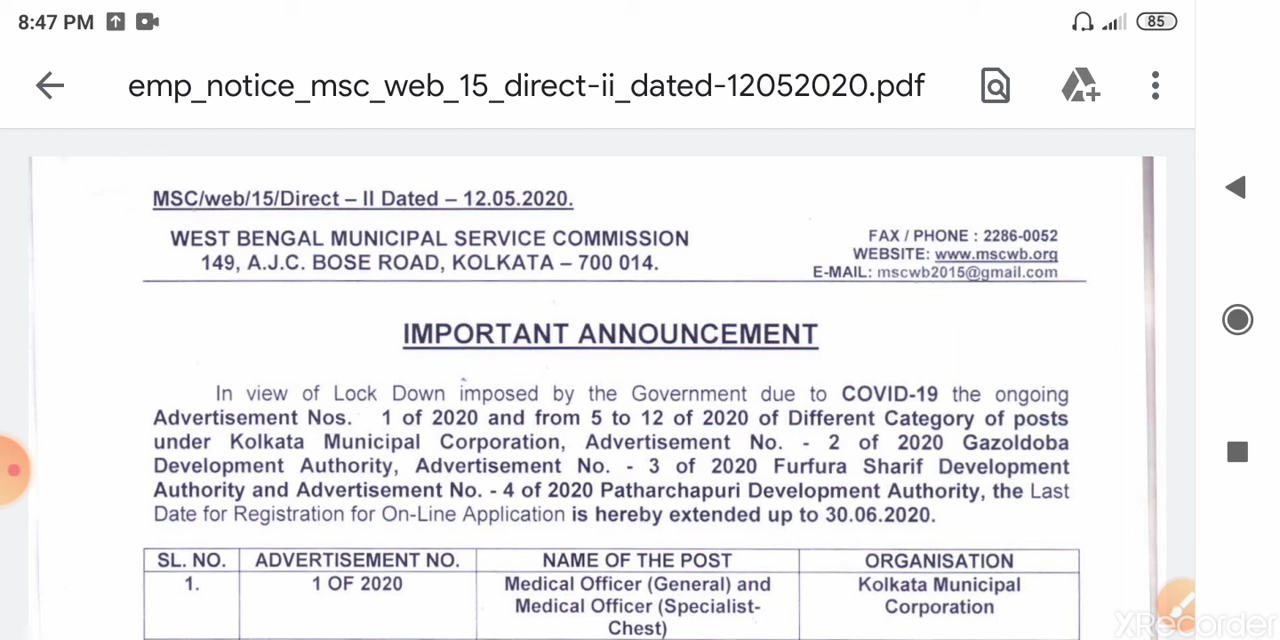 8:47 PM
85
emp_notice_msc_web_15_direct-ii_dated-12052020.pdf
MSC/web/15/Direct – II Dated – 12.05.2020.
WEST BENGAL MUNICIPAL SERVICE COMMISSION
149, A.J.C. BOSE ROAD, KOLKATA – 700 014.
FAX / PHONE : 2286-0052
WEBSITE: www.mscwb.org
E-MAIL: mscwb2015@gmail.com
IMPORTANT ANNOUNCEMENT
In view of Lock Down imposed by the Government due to COVID-19 the ongoing
Advertisement Nos. 1 of 2020 and from 5 to 12 of 2020 of Different Category of posts
under Kolkata Municipal Corporation, Advertisement No. - 2 of 2020 Gazoldoba
Development Authority, Advertisement No. - 3 of 2020 Furfura Sharif Development
Authority and Advertisement No. - 4 of 2020 Patharchapuri Development Authority, the Last
Date for Registration for On-Line Application is hereby extended up to 30.06.2020.
SL. NO. ADVERTISEMENT NO. NAME OF THE POST ORGANISATION
1. 1 OF 2020 Medical Officer (General) and Kolkata Municipal
Medical Officer (Specialist- Corporation
Chest)
XRecorder